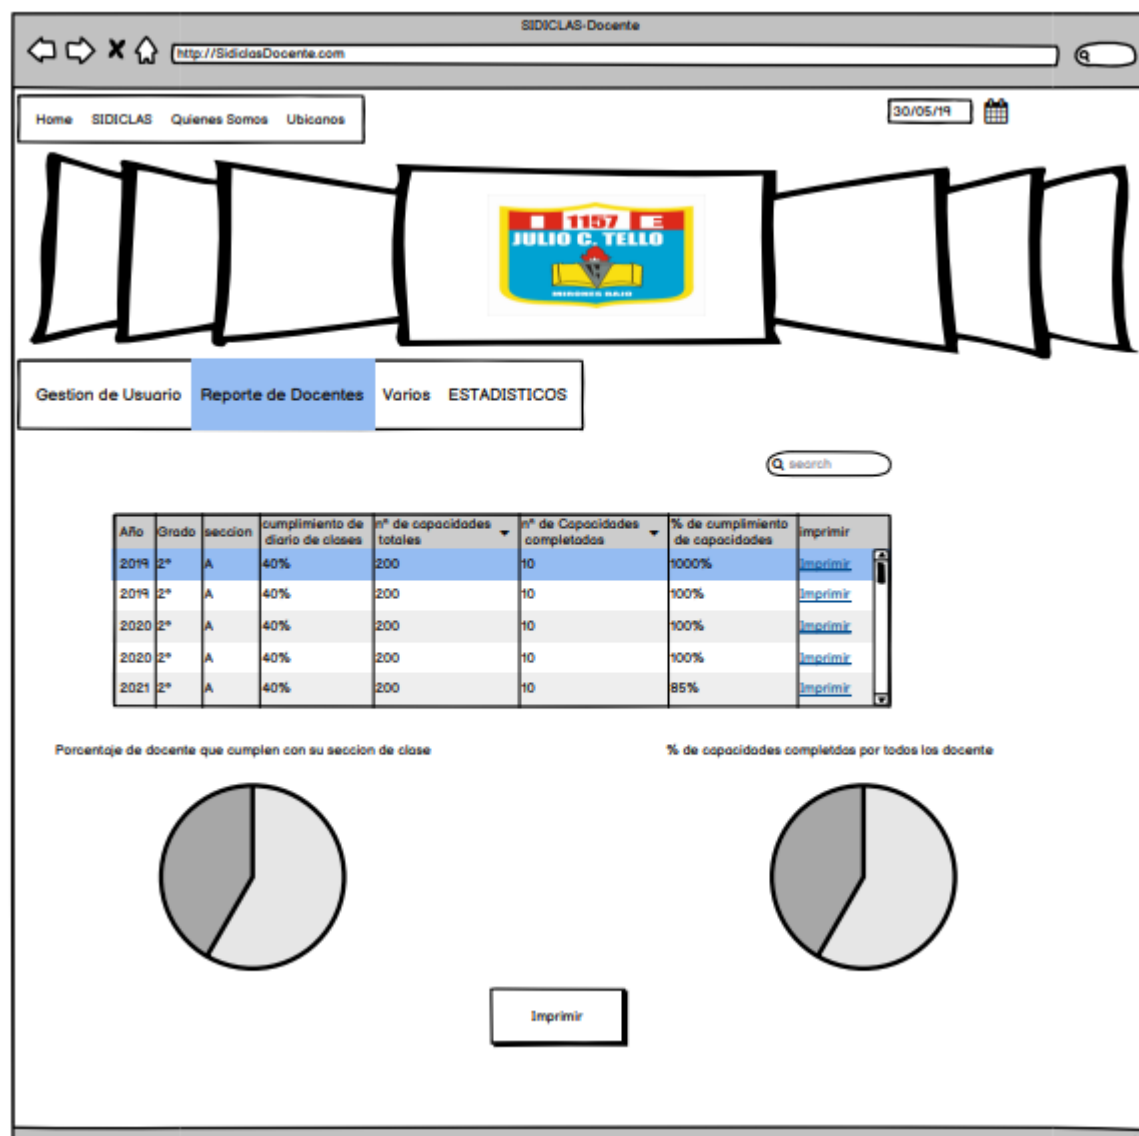 SIDICLAS-Docente
http://SidiclasDocente.com
Home SIDICLAS Quienes Somos Ubicanos
30/05/19
I 1157 E
JULIO C. TELLO
MIRONES BAJO
Gestion de Usuario Reporte de Docentes Varios ESTADISTICOS
search
Año Grado seccion cumplimiento de diario de clases n° de capacidades totales n° de Capacidades completadas % de cumplimiento de capacidades imprimir
2019 2° A 40% 200 10 1000% Imprimir
2019 2° A 40% 200 10 100% Imprimir
2020 2° A 40% 200 10 100% Imprimir
2020 2° A 40% 200 10 100% Imprimir
2021 2° A 40% 200 10 85% Imprimir
Porcentaje de docente que cumplen con su seccion de clase
% de capacidades completdas por todos los docente
Imprimir